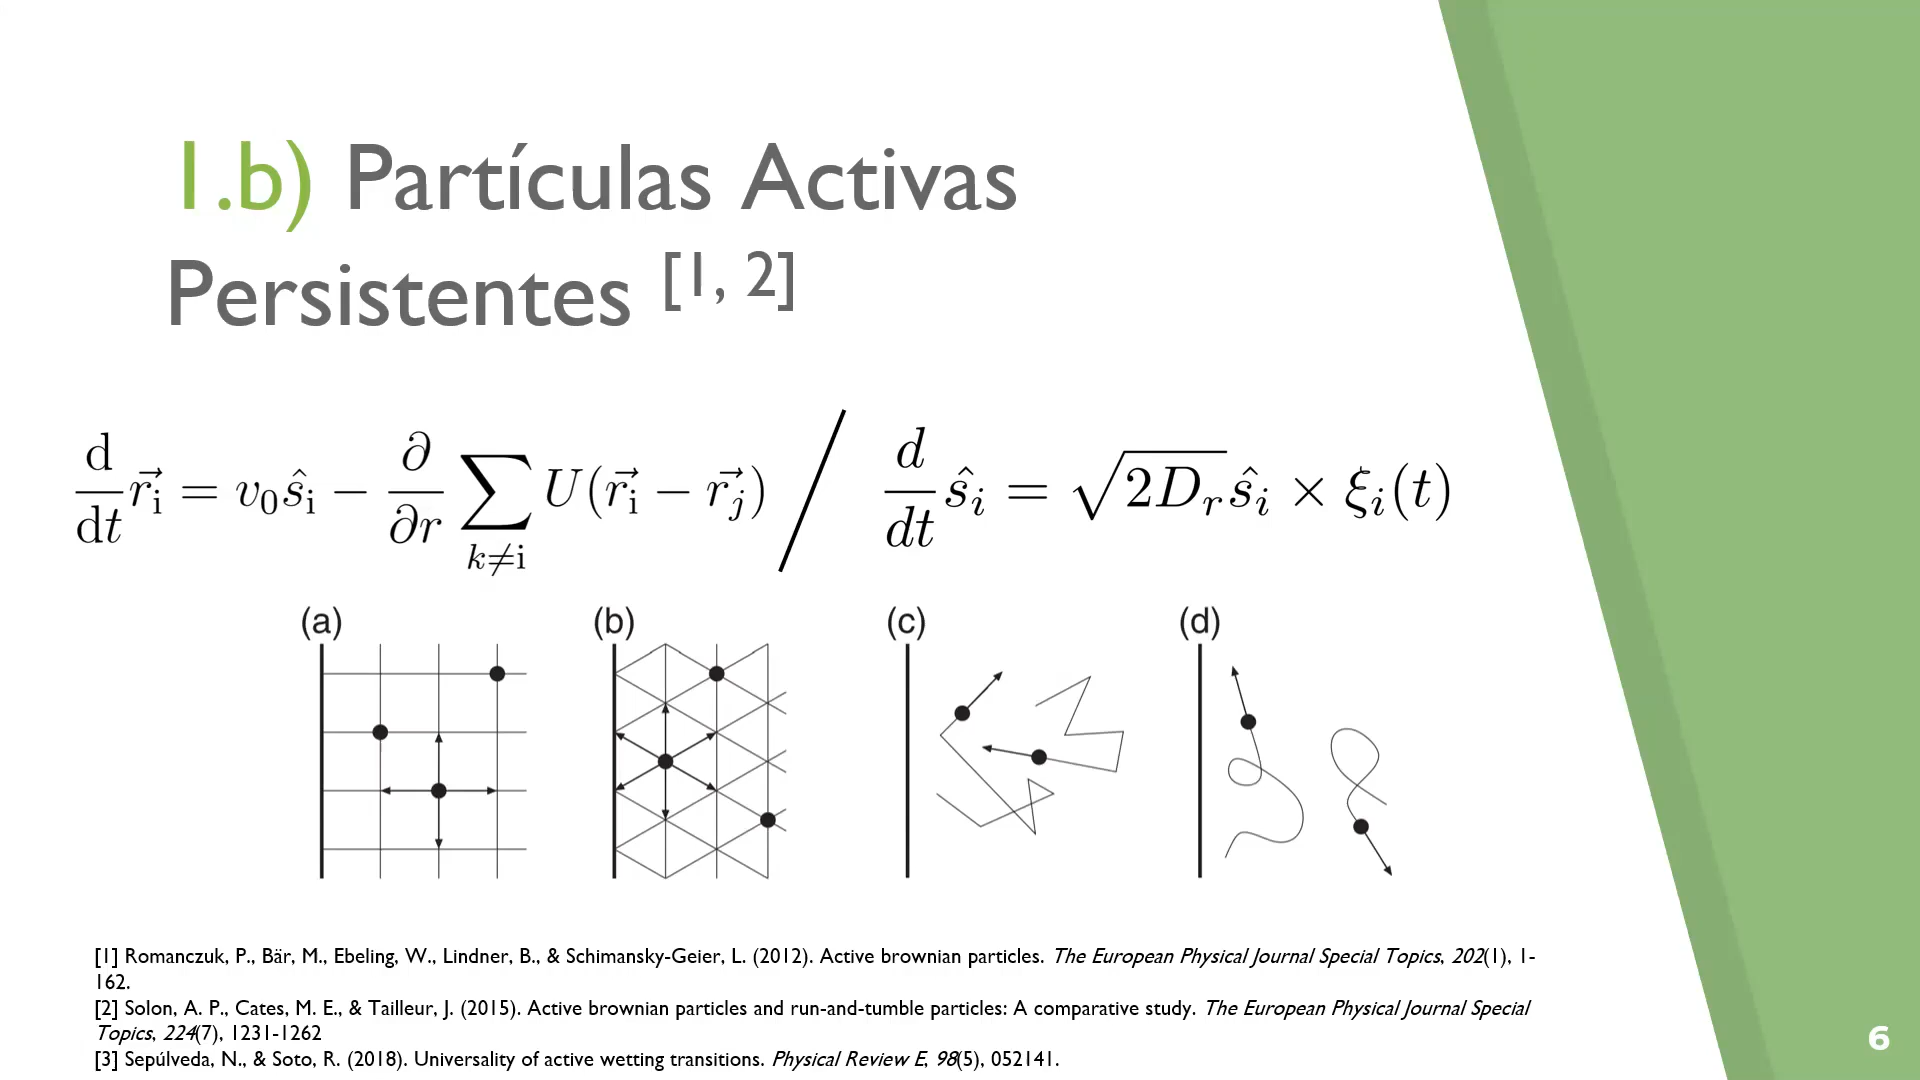 1.b) Partículas Activas
Persistentes [1, 2]
d/dt r⃗ᵢ = v₀ŝᵢ − ∂/∂r ∑_{k≠i} U(r⃗ᵢ − r⃗ⱼ) / d/dt ŝᵢ = √(2Dᵣ) ŝᵢ × ξᵢ(t)
(a) (b) (c) (d)
[1] Romanczuk, P., Bär, M., Ebeling, W., Lindner, B., & Schimansky-Geier, L. (2012). Active brownian particles. The European Physical Journal Special Topics, 202(1), 1-
162.
[2] Solon, A. P., Cates, M. E., & Tailleur, J. (2015). Active brownian particles and run-and-tumble particles: A comparative study. The European Physical Journal Special
Topics, 224(7), 1231-1262
[3] Sepúlveda, N., & Soto, R. (2018). Universality of active wetting transitions. Physical Review E, 98(5), 052141.
6